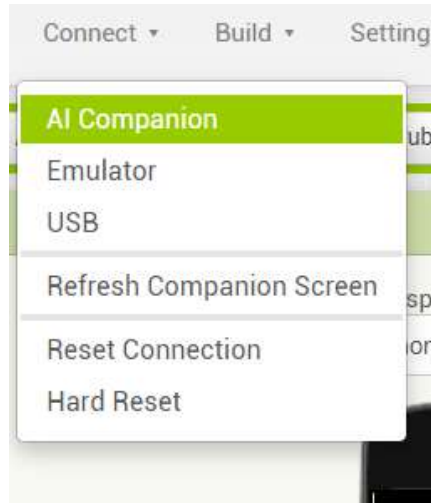 Connect Build Setting
AI Companion
Emulator
USB
Refresh Companion Screen
Reset Connection
Hard Reset